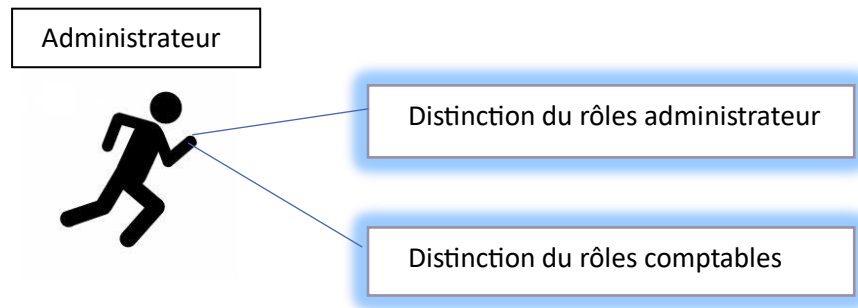 Administrateur
Distinction du rôles administrateur
Distinction du rôles comptables